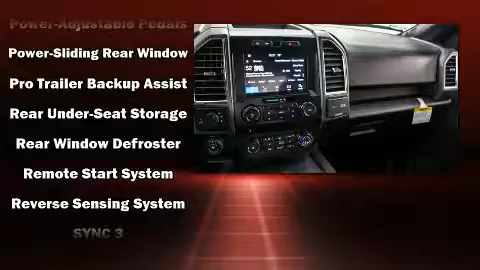 Power-Adjustable Pedals
Power-Sliding Rear Window
Pro Trailer Backup Assist
Rear Under-Seat Storage
Rear Window Defroster
Remote Start System
Reverse Sensing System
SYNC 3